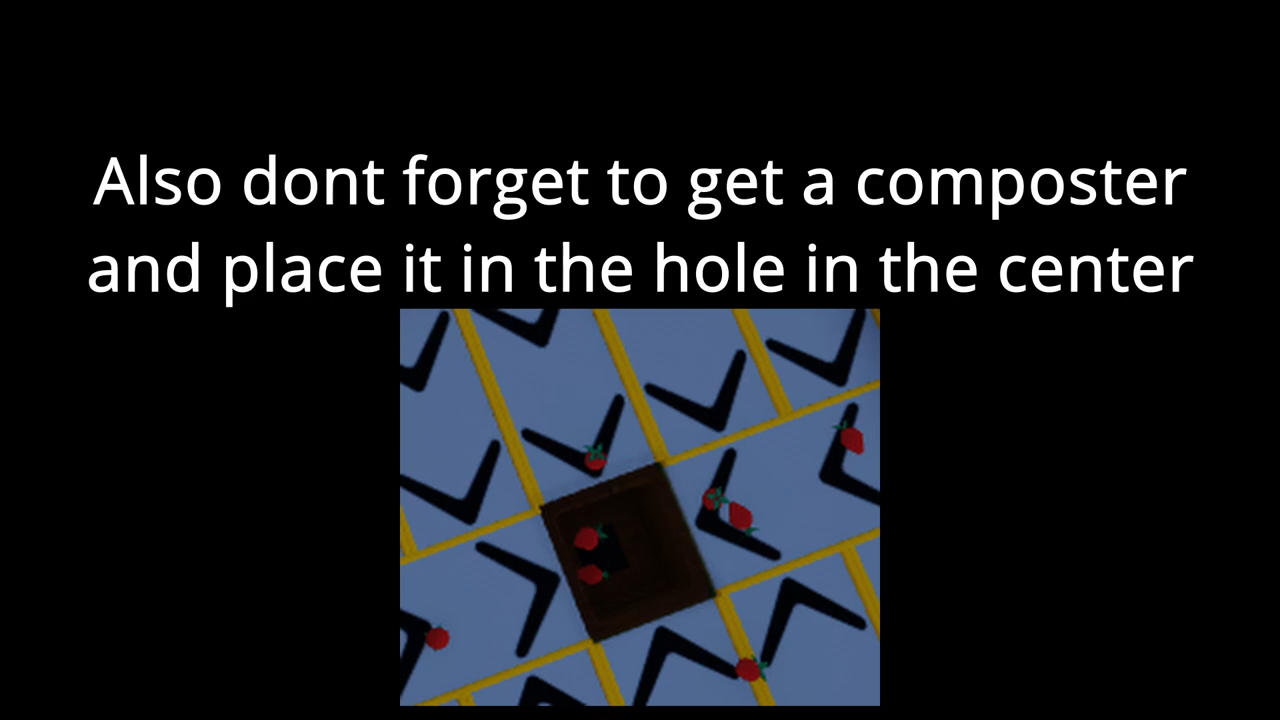 Also dont forget to get a composter
and place it in the hole in the center